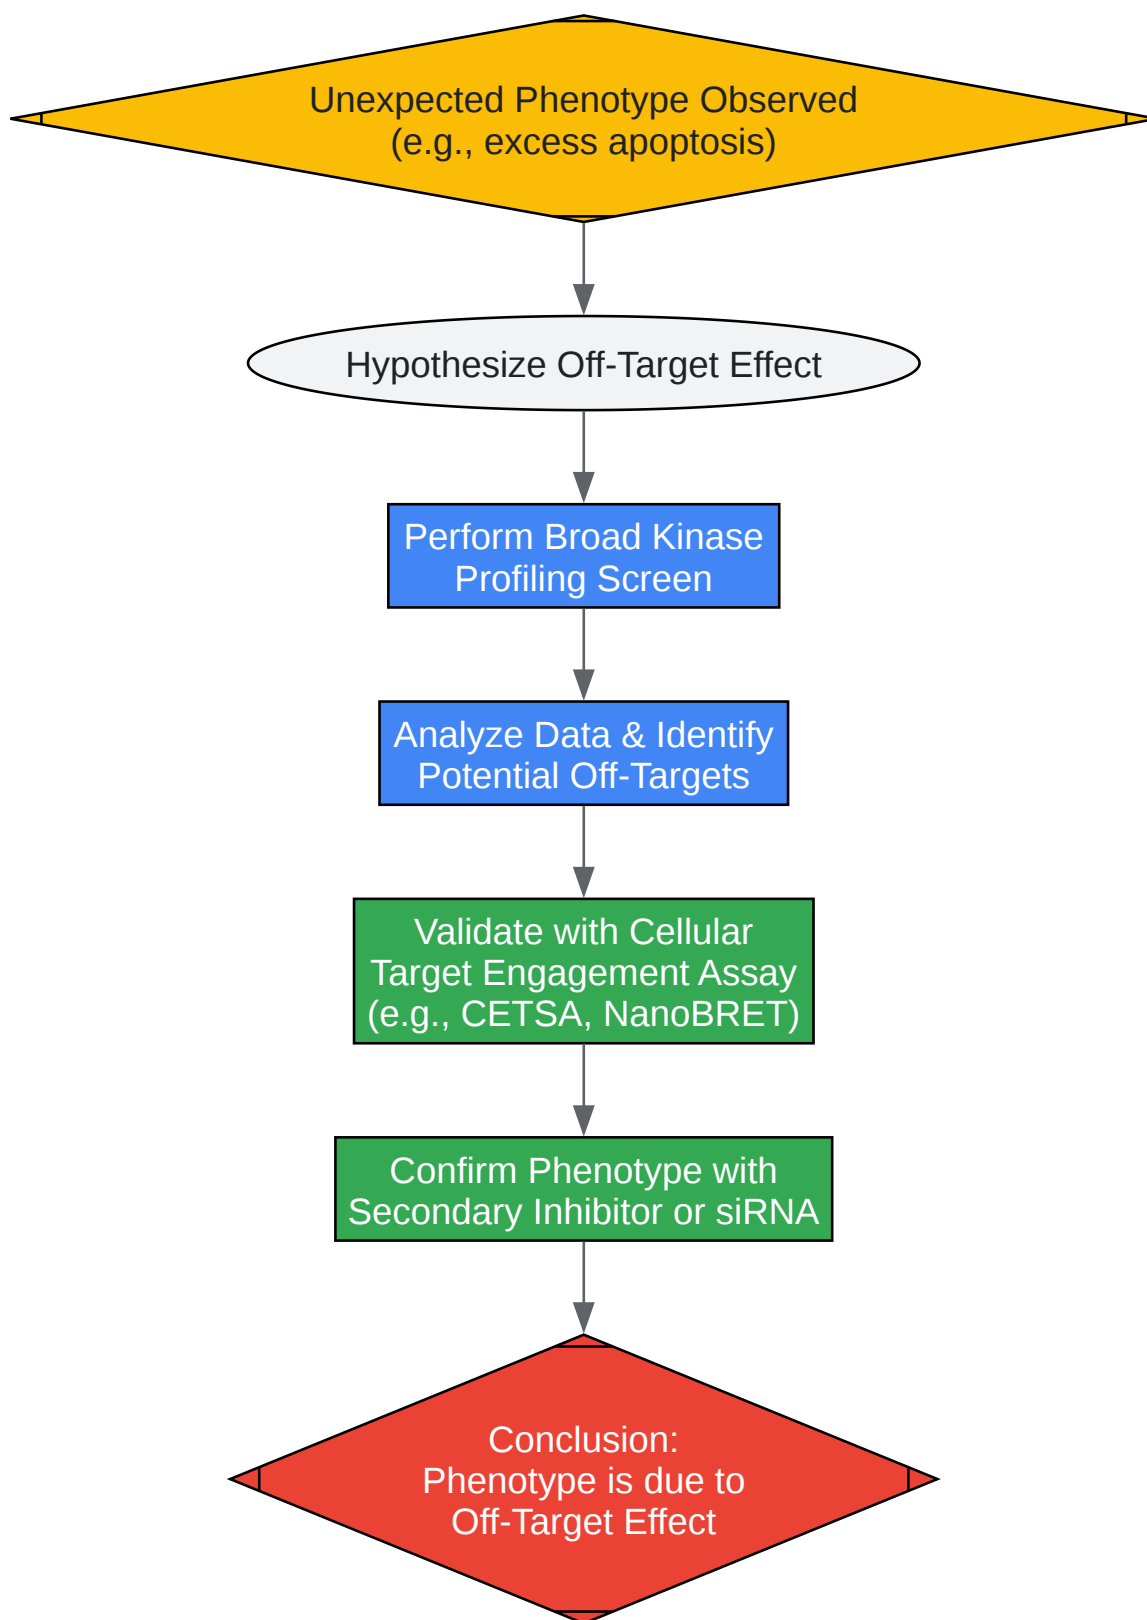 Unexpected Phenotype Observed
(e.g., excess apoptosis)
Hypothesize Off-Target Effect
Perform Broad Kinase
Profiling Screen
Analyze Data & Identify
Potential Off-Targets
Validate with Cellular
Target Engagement Assay
(e.g., CETSA, NanoBRET)
Confirm Phenotype with
Secondary Inhibitor or siRNA
Conclusion:
Phenotype is due to
Off-Target Effect